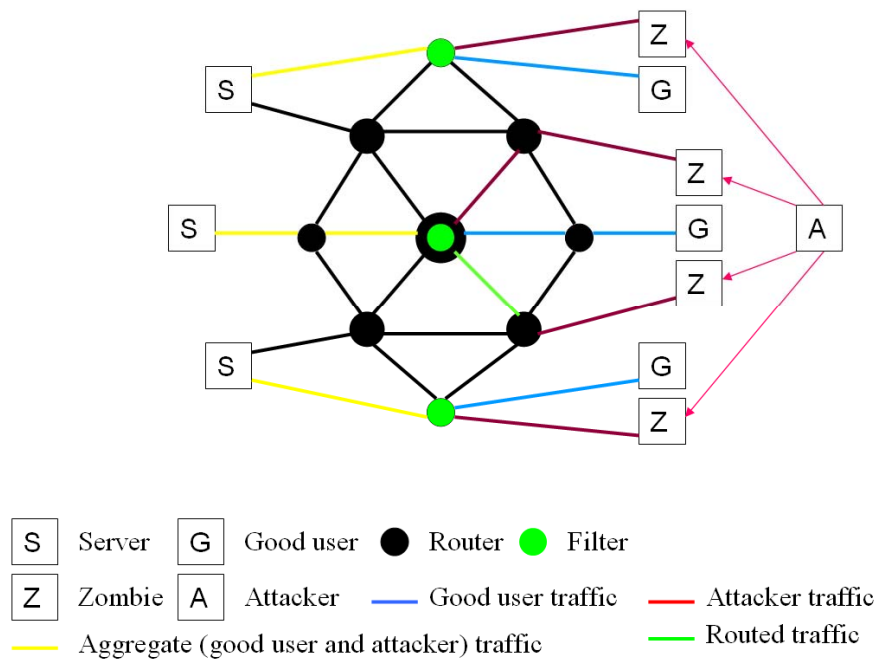 Z
S
G
Z
S
G
A
Z
S
G
Z
S Server G Good user Router Filter
Z Zombie A Attacker Good user traffic Attacker traffic
Aggregate (good user and attacker) traffic Routed traffic